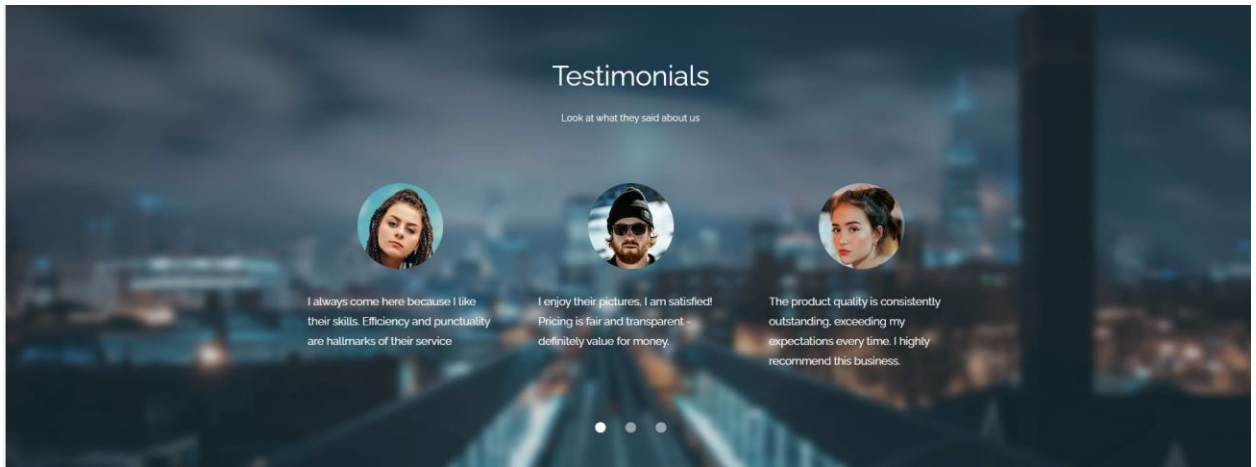 Testimonials
Look at what they said about us
I always come here because I like
their skills. Efficiency and punctuality
are hallmarks of their service
I enjoy their pictures, I am satisfied!
Pricing is fair and transparent -
definitely value for money.
The product quality is consistently
outstanding, exceeding my
expectations every time. I highly
recommend this business.